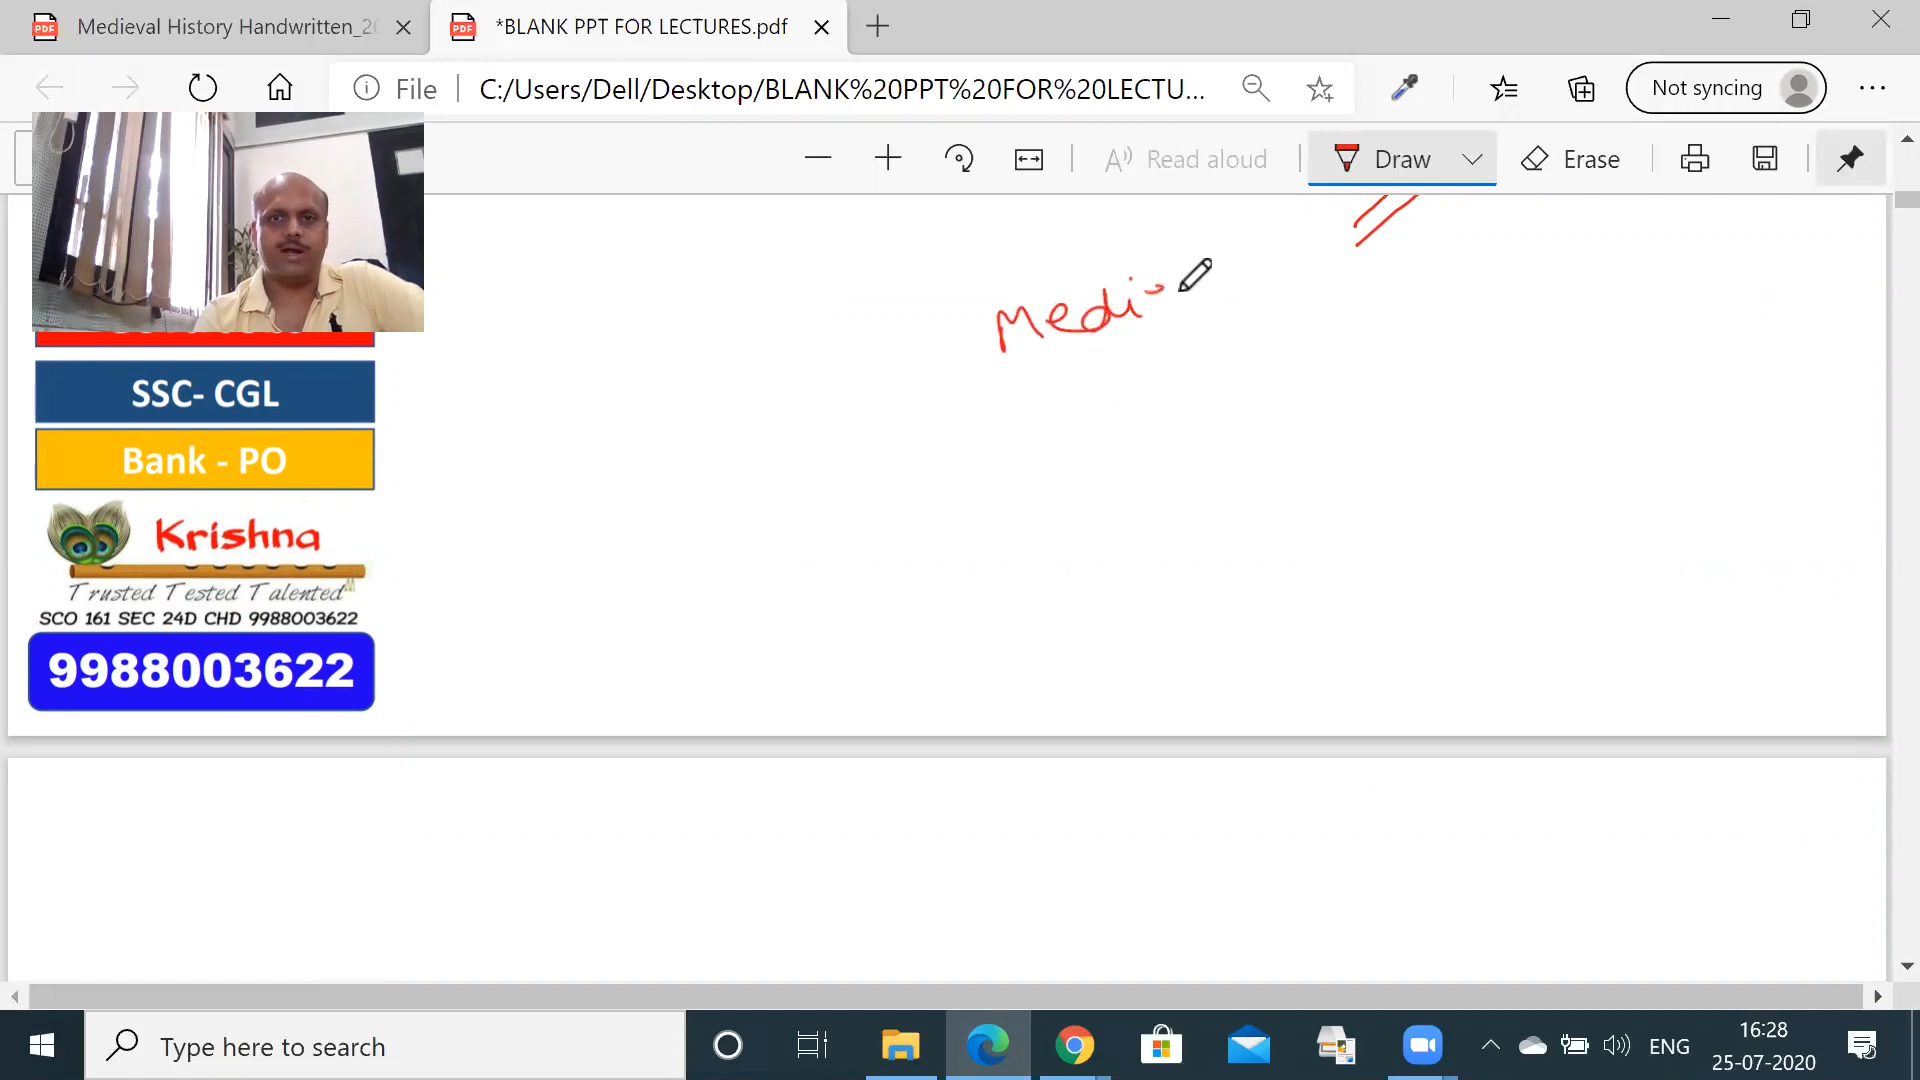 Medieval History Handwritten_20
*BLANK PPT FOR LECTURES.pdf
File
C:/Users/Dell/Desktop/BLANK%20PPT%20FOR%20LECTU...
Not syncing
Read aloud
Draw
Erase
Medi-
SSC- CGL
Bank - PO
Krishna
Trusted Tested Talented
SCO 161 SEC 24D CHD 9988003622
9988003622
Type here to search
ENG
16:28
25-07-2020